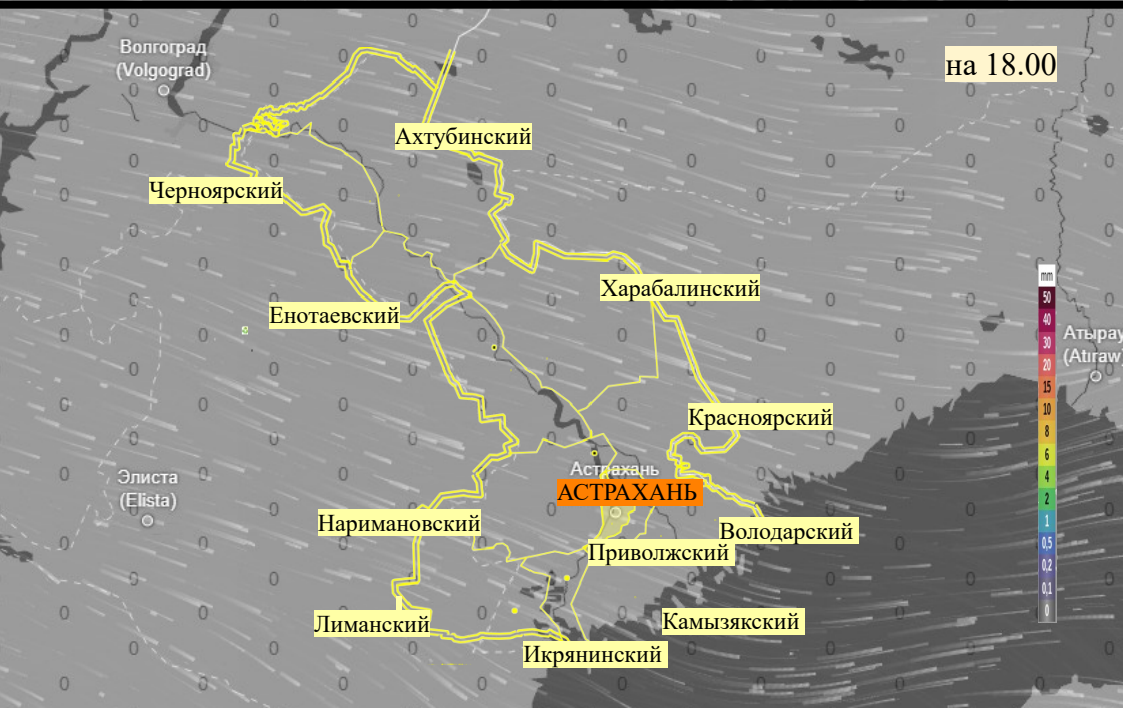 Волгоград
(Volgograd)
на 18.00
Ахтубинский
Черноярский
Харабалинский
Енотаевский
mm
50
40
30
20
15
10
8
6
4
2
1
0,5
0,2
0,1
0
Атырау
(Atıraw)
Красноярский
Астрахань
АСТРАХАНЬ
Элиста
(Elista)
Наримановский
Володарский
Приволжский
Лиманский
Камызякский
Икрянинский